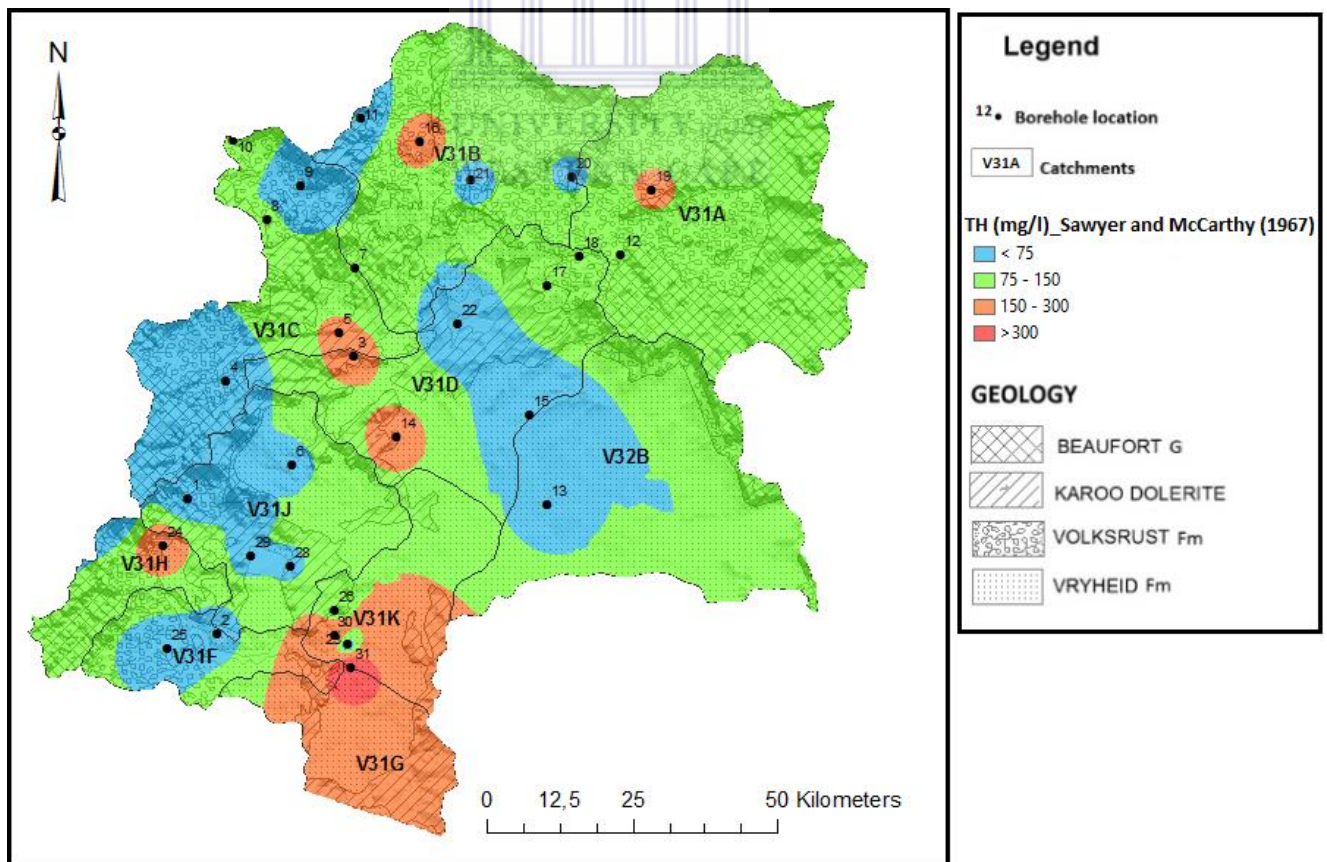 N
11
16
10
V31B
20
9
21
19
V31A
8
18
12
7
17
22
V31C
5
3
4
V31D
15
14
V32B
6
13
1
V31J
24
29
28
V31H
26
V31K
2
30
25
V31F
31
V31G
0 12,5 25 50 Kilometers
Legend
12 Borehole location
V31A Catchments
TH (mg/l)_Sawyer and McCarthy (1967)
< 75
75 - 150
150 - 300
>300
GEOLOGY
BEAUFORT G
KAROO DOLERITE
VOLKSRUST Fm
VRYHEID Fm